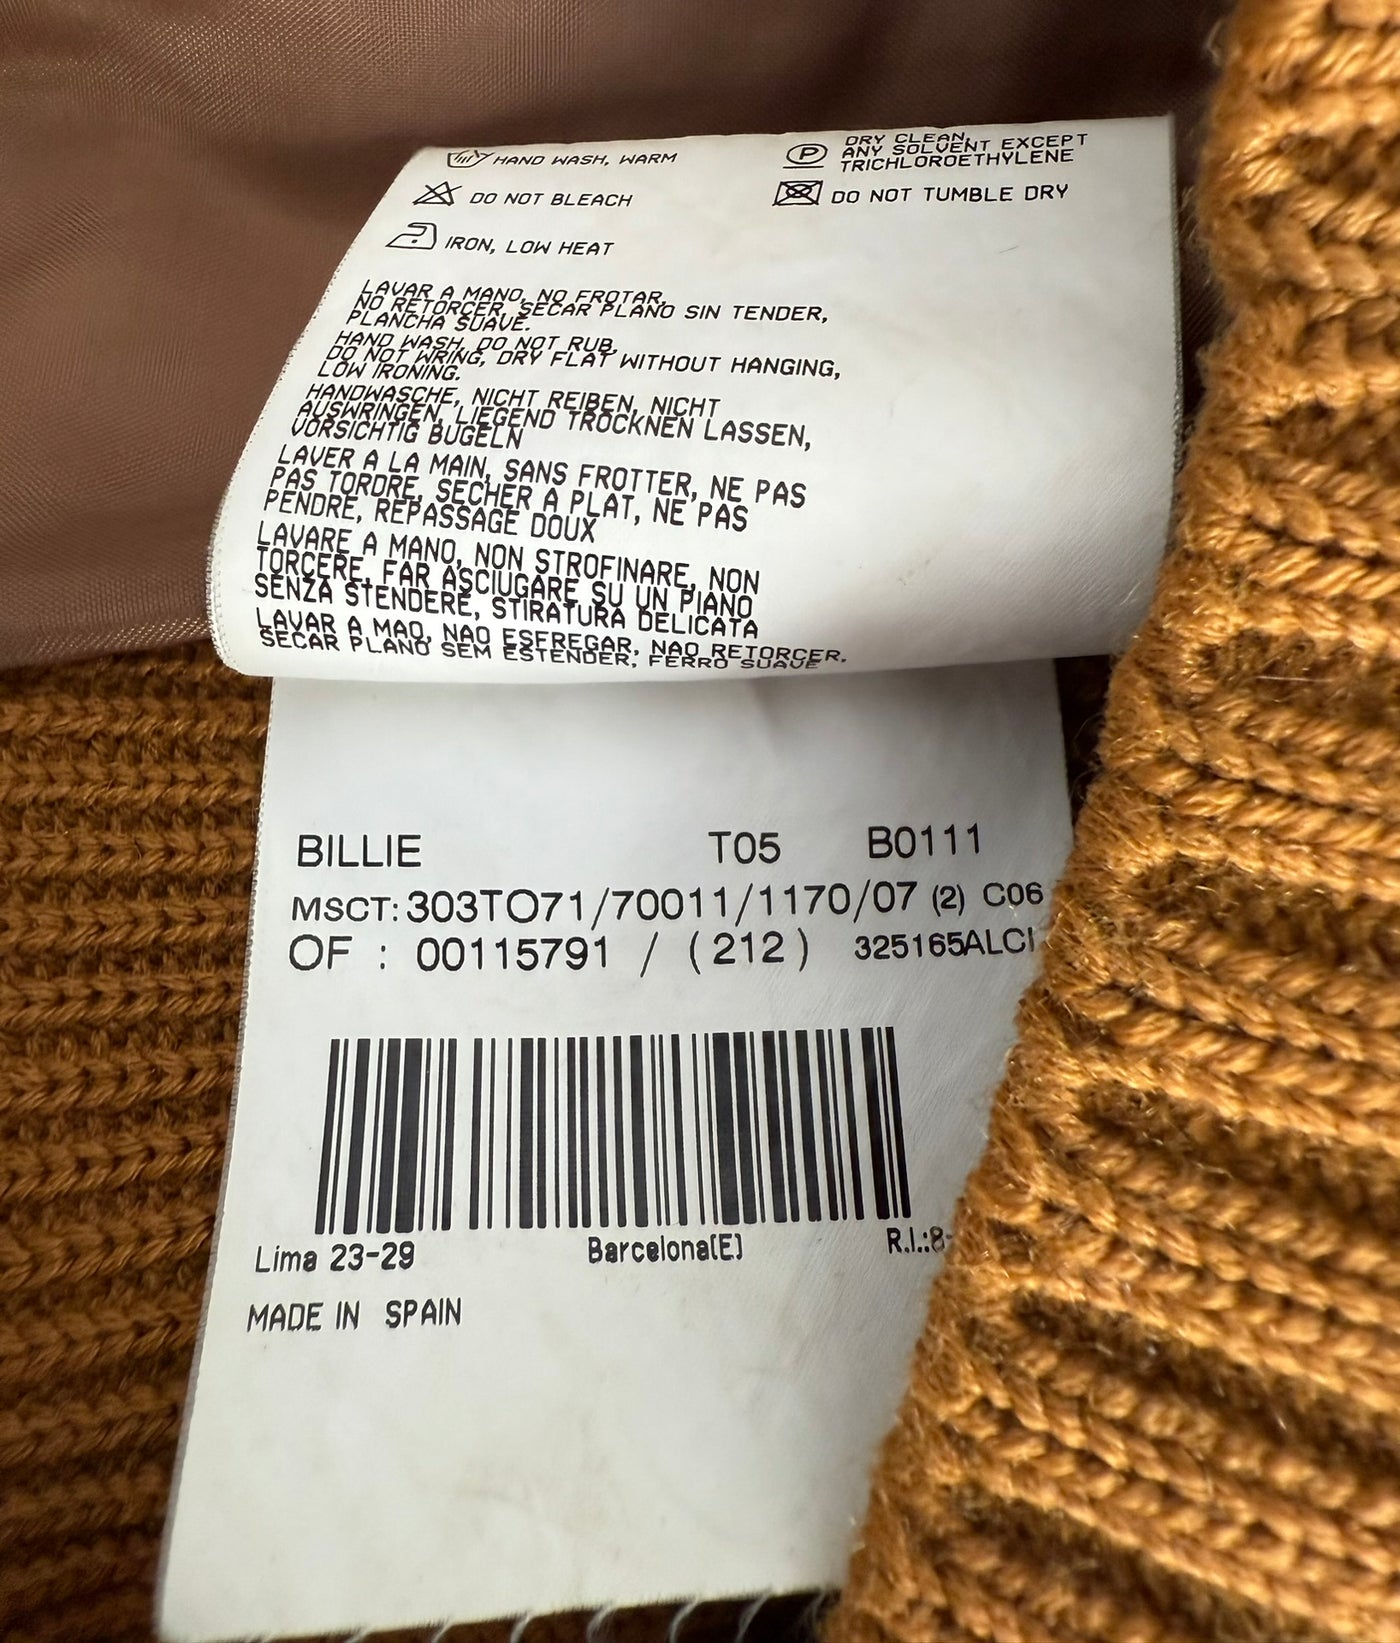 HAND WASH, WARM
DO NOT BLEACH
IRON, LOW HEAT
DRY CLEAN,
ANY SOLVENT EXCEPT
TRICHLOROETHYLENE
DO NOT TUMBLE DRY
LAVAR A MANO, NO FROTAR,
NO RETORCER, SECAR PLANO SIN TENDER,
PLANCHA SUAVE.
HAND WASH, DO NOT RUB,
DO NOT WRING, DRY FLAT WITHOUT HANGING,
LOW IRONING.
HANDWASCHE, NICHT REIBEN, NICHT
AUSWRINGEN, LIEGEND TROCKNEN LASSEN,
VORSICHTIG BUGELN
LAVER A LA MAIN, SANS FROTTER, NE PAS
PAS TORDRE, SECHER A PLAT, NE PAS
PENDRE, REPASSAGE DOUX
LAVARE A MANO, NON STROFINARE, NON
TORCERE, FAR ASCIUGARE SU UN PIANO
SENZA STENDERE, STIRATURA DELICATA
LAVAR A MAO, NAO ESFREGAR, NAO RETORCER,
SECAR PLANO SEM ESTENDER, FERRO SUAVE
BILLIE T05 B0111
MSCT: 303TO71/70011/1170/07 (2) C06
OF : 00115791 / (212) 325165ALCI
Lima 23-29 Barcelona(E) R.I.:8-
MADE IN SPAIN